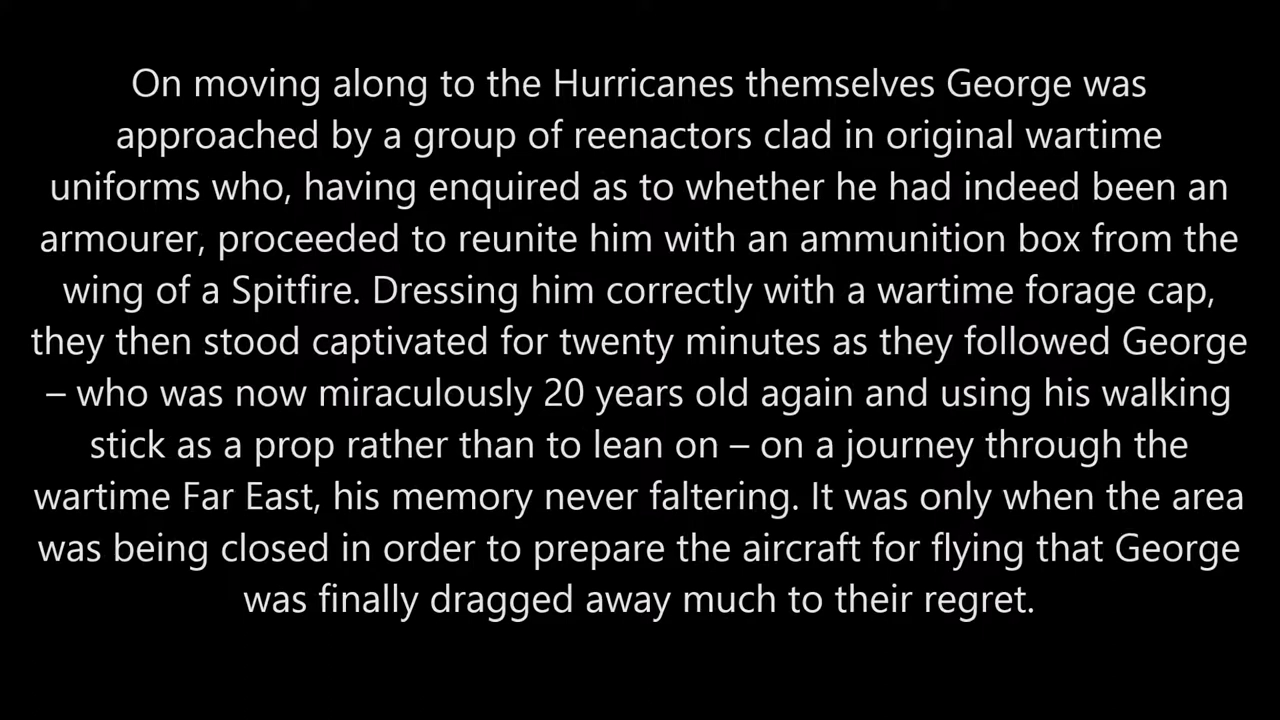 On moving along to the Hurricanes themselves George was
approached by a group of reenactors clad in original wartime
uniforms who, having enquired as to whether he had indeed been an
armourer, proceeded to reunite him with an ammunition box from the
wing of a Spitfire. Dressing him correctly with a wartime forage cap,
they then stood captivated for twenty minutes as they followed George
– who was now miraculously 20 years old again and using his walking
stick as a prop rather than to lean on – on a journey through the
wartime Far East, his memory never faltering. It was only when the area
was being closed in order to prepare the aircraft for flying that George
was finally dragged away much to their regret.